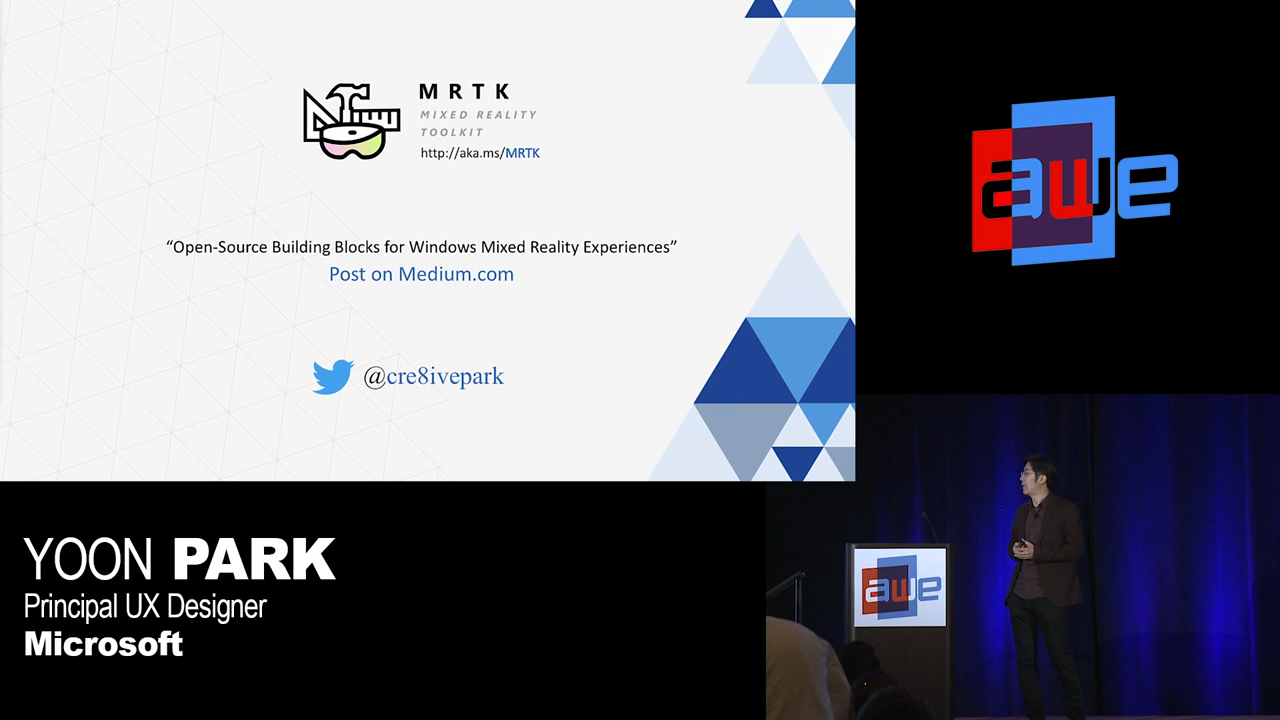 MRTK
MIXED REALITY
TOOLKIT
http://aka.ms/MRTK
“Open-Source Building Blocks for Windows Mixed Reality Experiences”
Post on Medium.com
@cre8ivepark
awe
YOON PARK
Principal UX Designer
Microsoft
awe